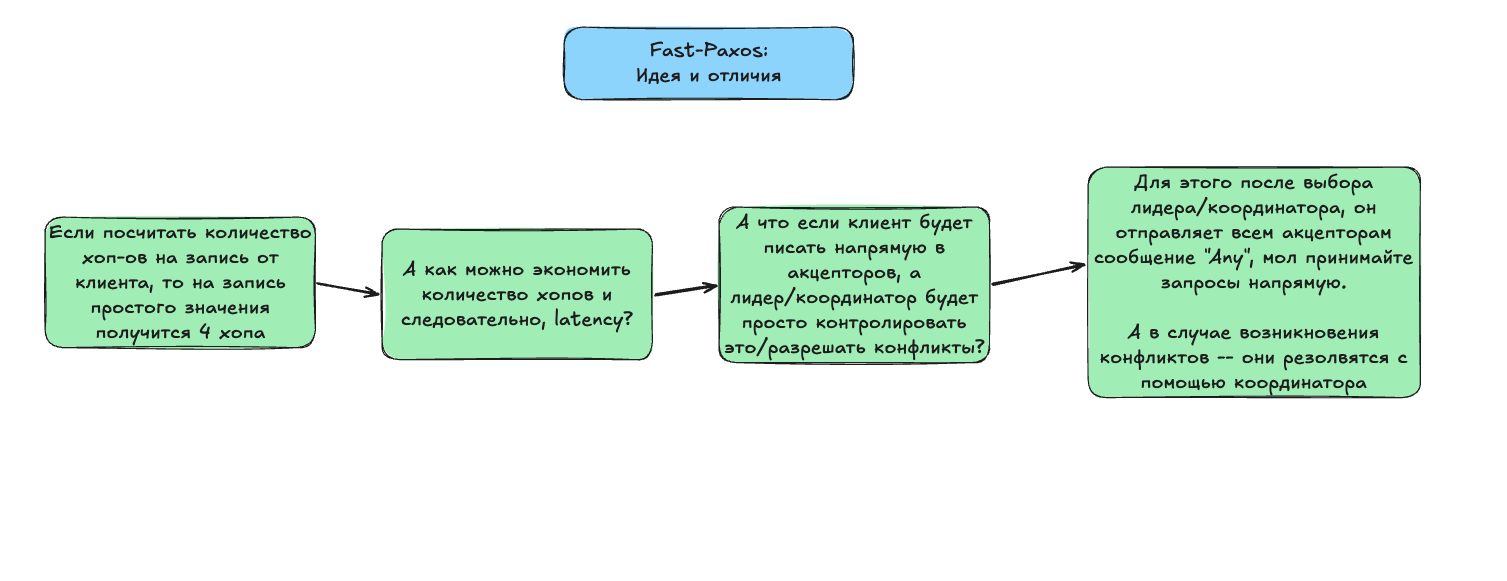 Fast-Paxos:
Идея и отличия
Если посчитать количество
хоп-ов на запись от
клиента, то на запись
простого значения
получится 4 хопа
А как можно экономить
количество хопов и
следовательно, latency?
А что если клиент будет
писать напрямую в
акцепторов, а
лидер/координатор будет
просто контролировать
это/разрешать конфликты?
Для этого после выбора
лидера/координатора, он
отправляет всем акцепторам
сообщение "Any", мол принимайте
запросы напрямую.
А в случае возникновения
конфликтов -- они резолвятся с
помощью координатора